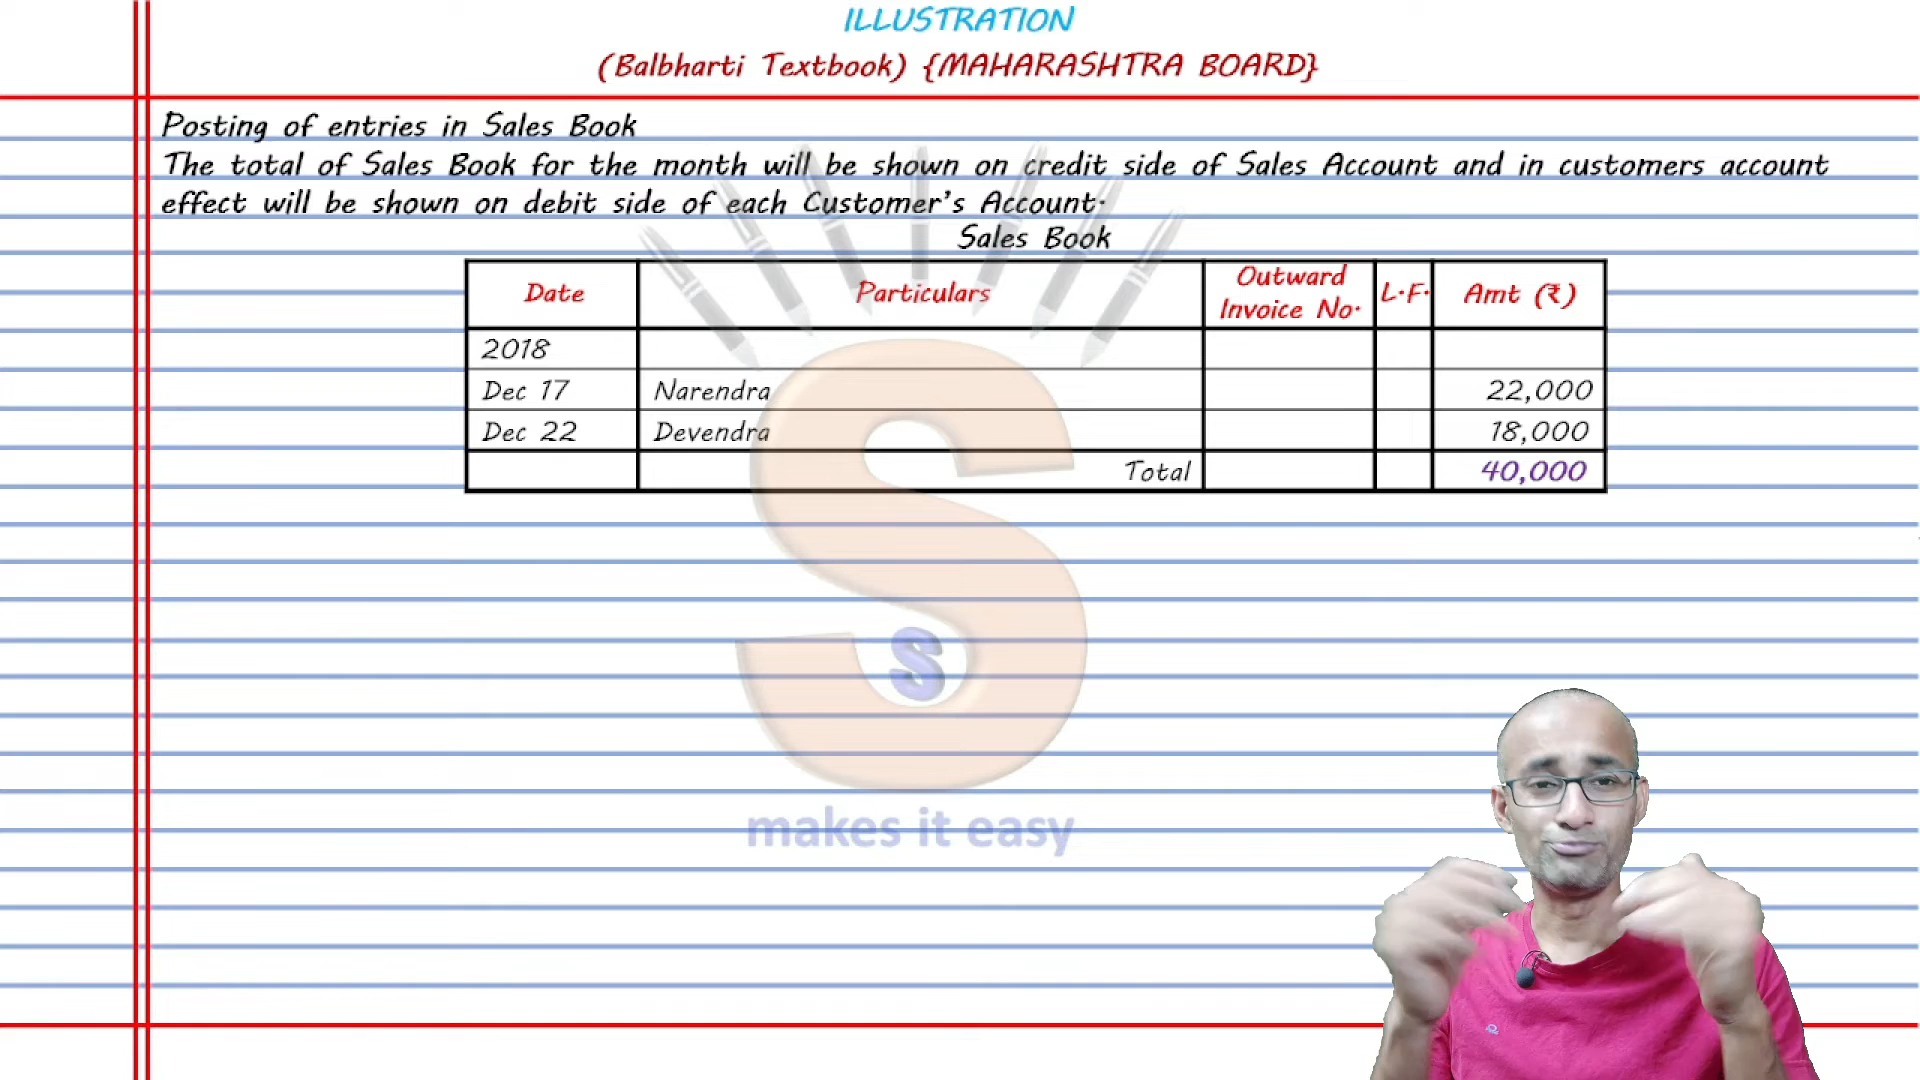 ILLUSTRATION
(Balbharti Textbook) {MAHARASHTRA BOARD}
Posting of entries in Sales Book
The total of Sales Book for the month will be shown on credit side of Sales Account and in customers account
effect will be shown on debit side of each Customer's Account.
Sales Book
Date Particulars Outward Invoice No. L.F. Amt (₹)
2018
Dec 17 Narendra 22,000
Dec 22 Devendra 18,000
Total 40,000
S
S
makes it easy